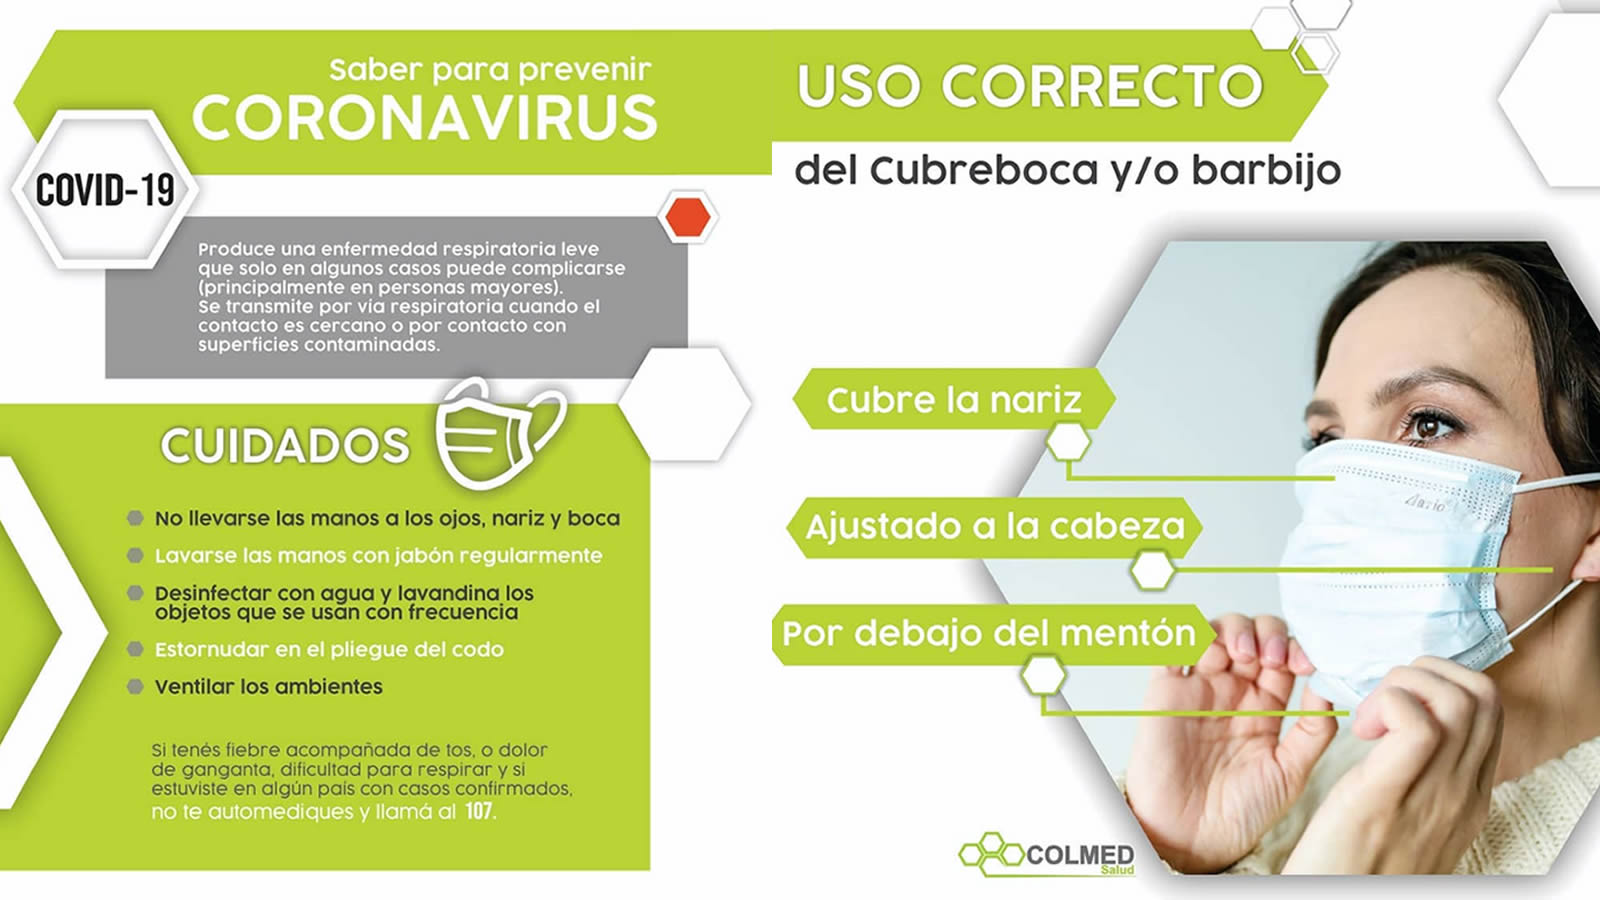 Saber para prevenir
CORONAVIRUS
COVID-19
Produce una enfermedad respiratoria leve
que solo en algunos casos puede complicarse
(principalmente en personas mayores).
Se transmite por vía respiratoria cuando el
contacto es cercano o por contacto con
superficies contaminadas.
CUIDADOS
No llevarse las manos a los ojos, nariz y boca
Lavarse las manos con jabón regularmente
Desinfectar con agua y lavandina los
objetos que se usan con frecuencia
Estornudar en el pliegue del codo
Ventilar los ambientes
Si tenés fiebre acompañada de tos, o dolor
de ganganta, dificultad para respirar y si
estuviste en algún país con casos confirmados,
no te automediques y llamá al 107.
USO CORRECTO
del Cubreboca y/o barbijo
Cubre la nariz
Ajustado a la cabeza
Por debajo del mentón
COLMED
Salud